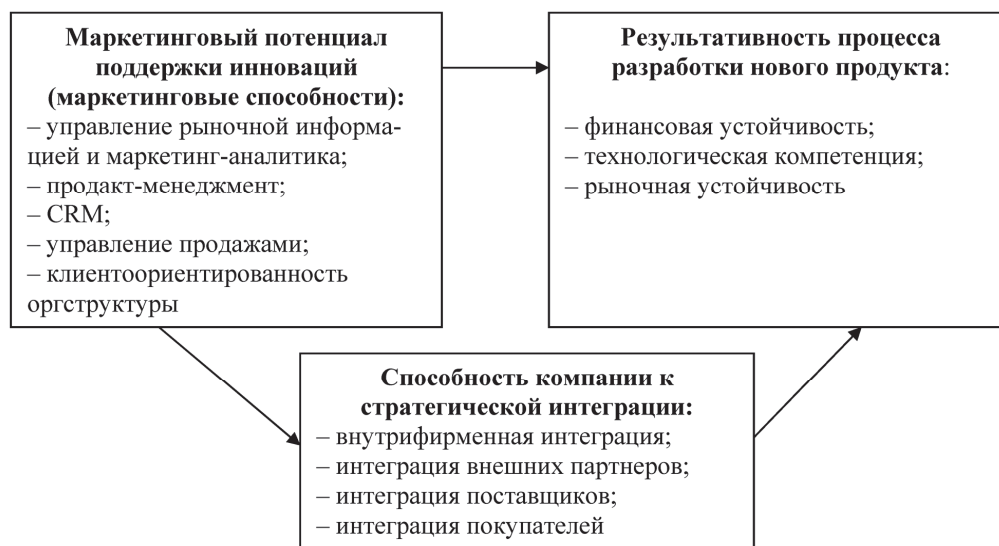 Маркетинговый потенциал
поддержки инноваций
(маркетинговые способности):
– управление рыночной информа-
цией и маркетинг-аналитика;
– продакт-менеджмент;
– CRM;
– управление продажами;
– клиентоориентированность
оргструктуры
Результативность процесса
разработки нового продукта:
– финансовая устойчивость;
– технологическая компетенция;
– рыночная устойчивость
Способность компании к
стратегической интеграции:
– внутрифирменная интеграция;
– интеграция внешних партнеров;
– интеграция поставщиков;
– интеграция покупателей